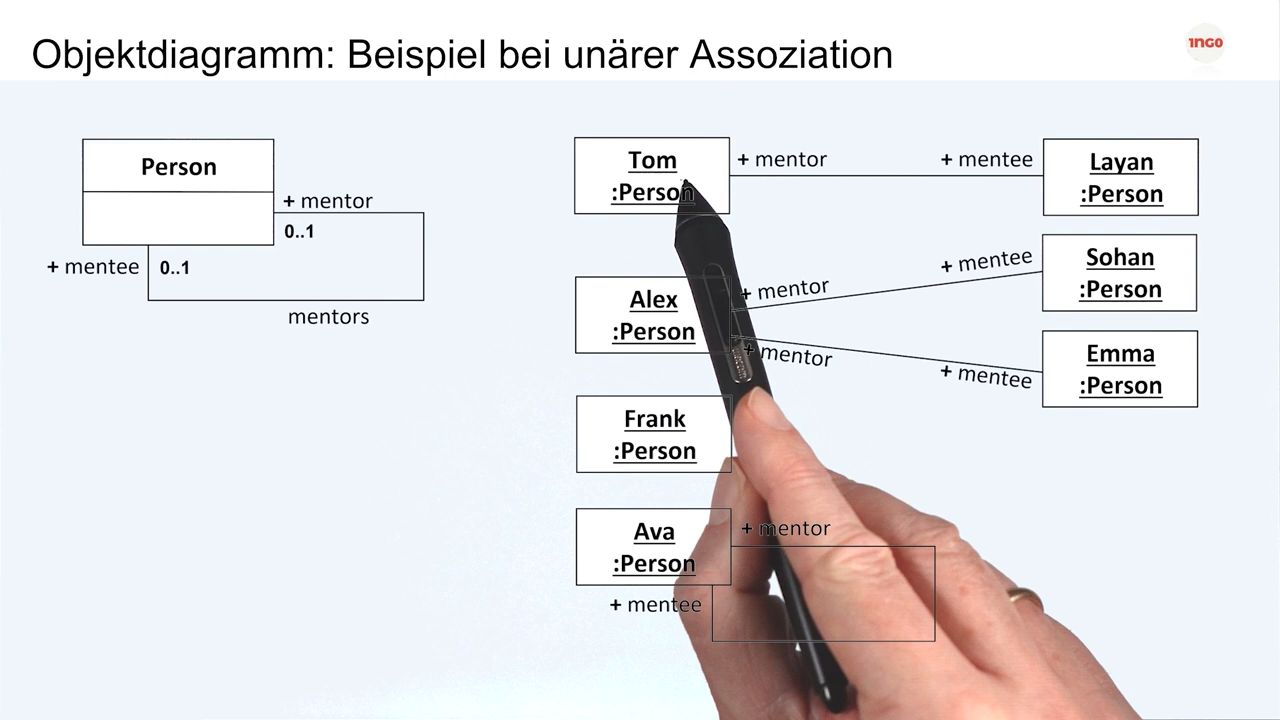 Objektdiagramm: Beispiel bei unärer Assoziation
1NG0
Person
+ mentor
0..1
+ mentee
0..1
mentors
Tom
:Person
+ mentor
+ mentee
Layan
:Person
Alex
:Person
+ mentor
+ mentee
Sohan
:Person
+ mentor
+ mentee
Emma
:Person
Frank
:Person
Ava
:Person
+ mentor
+ mentee